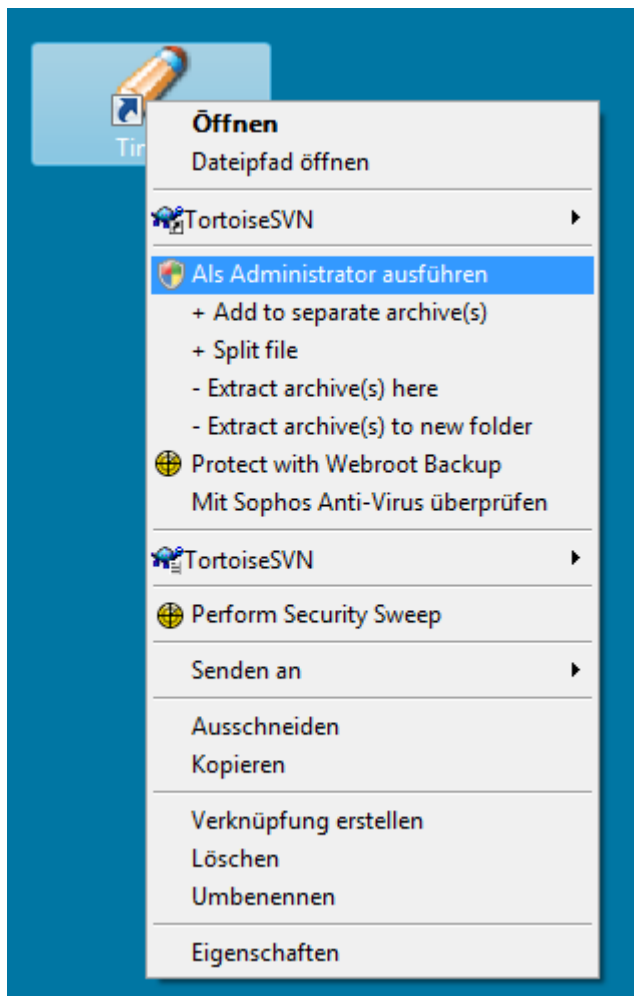 Öffnen
Dateipfad öffnen
TortoiseSVN
Als Administrator ausführen
+ Add to separate archive(s)
+ Split file
- Extract archive(s) here
- Extract archive(s) to new folder
Protect with Webroot Backup
Mit Sophos Anti-Virus überprüfen
TortoiseSVN
Perform Security Sweep
Senden an
Ausschneiden
Kopieren
Verknüpfung erstellen
Löschen
Umbenennen
Eigenschaften